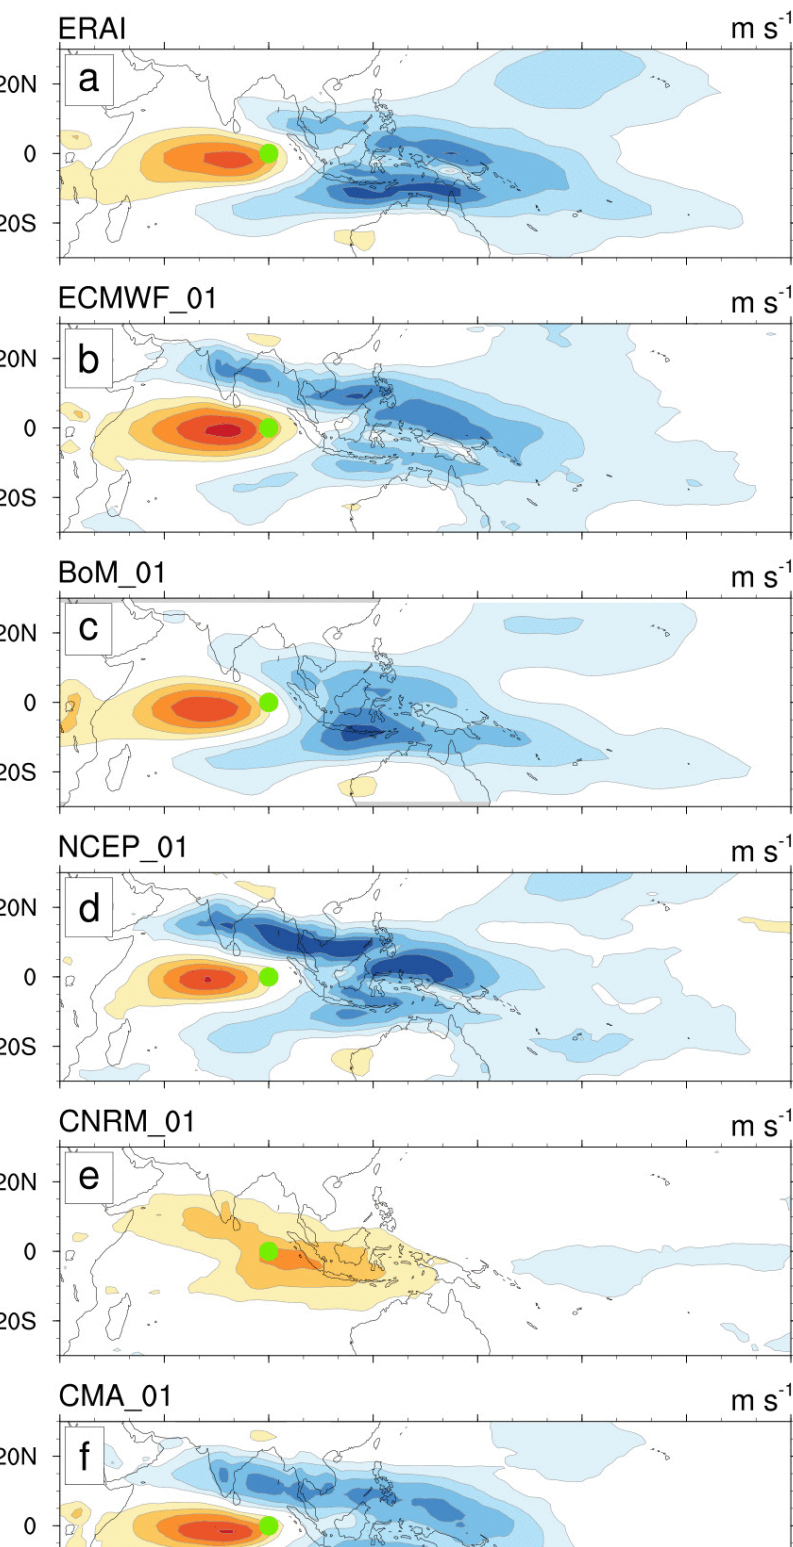 ERAI m s⁻¹
a
20N
0
20S
ECMWF_01 m s⁻¹
b
20N
0
20S
BoM_01 m s⁻¹
c
20N
0
20S
NCEP_01 m s⁻¹
d
20N
0
20S
CNRM_01 m s⁻¹
e
20N
0
20S
CMA_01 m s⁻¹
f
20N
0